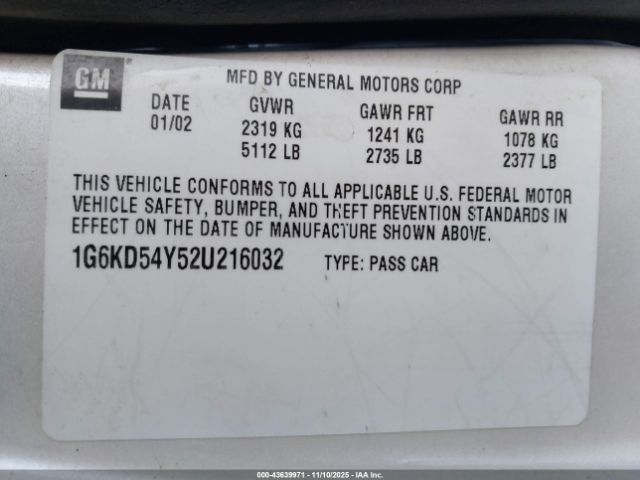 GM
MFD BY GENERAL MOTORS CORP
DATE GVWR GAWR FRT GAWR RR
01/02 2319 KG 1241 KG 1078 KG
5112 LB 2735 LB 2377 LB
THIS VEHICLE CONFORMS TO ALL APPLICABLE U.S. FEDERAL MOTOR
VEHICLE SAFETY, BUMPER, AND THEFT PREVENTION STANDARDS IN
EFFECT ON THE DATE OF MANUFACTURE SHOWN ABOVE.
1G6KD54Y52U216032 TYPE: PASS CAR
000-43639971 - 11/10/2025 - IAAI.COM